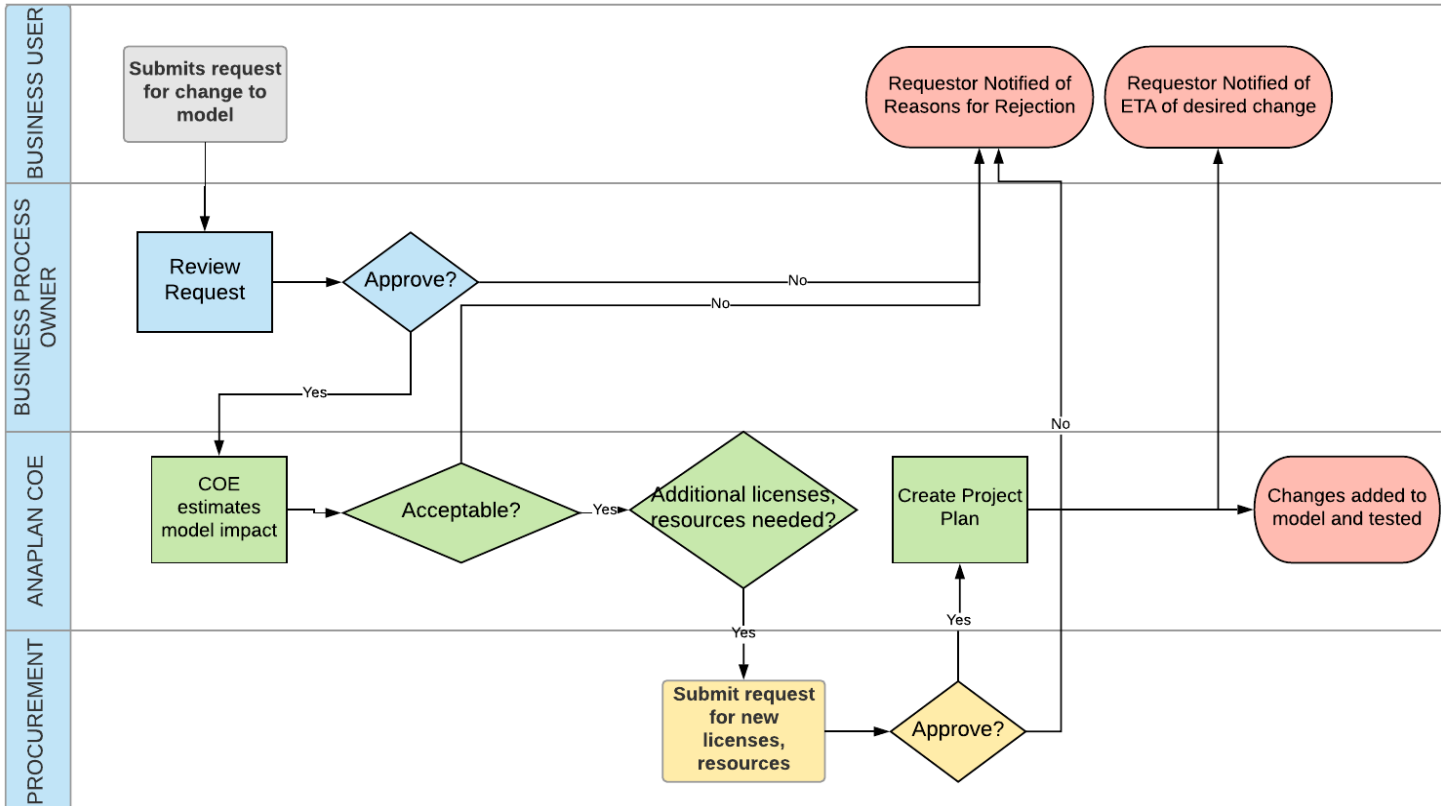 BUSINESS USER
Submits request
for change to
model
Requestor Notified of
Reasons for Rejection
Requestor Notified of
ETA of desired change
BUSINESS PROCESS
OWNER
Review
Request
Approve?
No
No
Yes
No
ANAPLAN COE
COE
estimates
model impact
Acceptable?
Yes
Additional licenses,
resources needed?
Create Project
Plan
Changes added to
model and tested
Yes
Yes
PROCUREMENT
Submit request
for new
licenses,
resources
Approve?